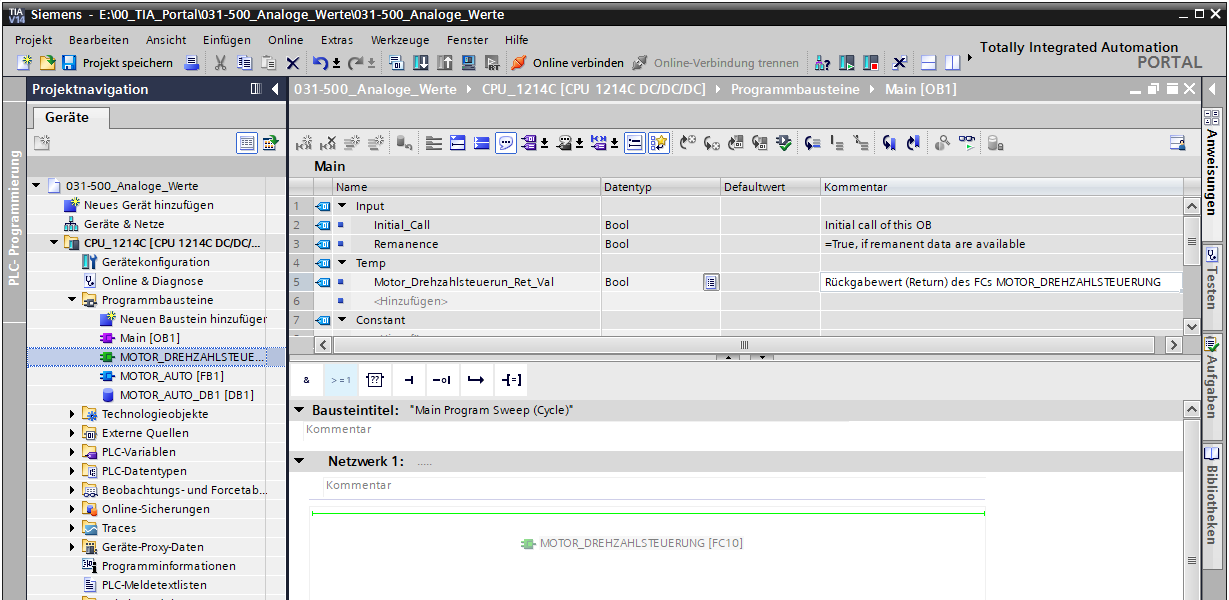 TIA V14 Siemens - E:\00_TIA_Portal\031-500_Analoge_Werte\031-500_Analoge_Werte
Projekt Bearbeiten Ansicht Einfügen Online Extras Werkzeuge Fenster Hilfe
Projekt speichern Online verbinden Online-Verbindung trennen
Totally Integrated Automation
PORTAL
Projektnavigation
031-500_Analoge_Werte CPU_1214C [CPU 1214C DC/DC/DC] Programmbausteine Main [OB1]
Geräte
PLC- Programmierung
031-500_Analoge_Werte
Neues Gerät hinzufügen
Geräte & Netze
CPU_1214C [CPU 1214C DC/DC/...
Gerätekonfiguration
Online & Diagnose
Programmbausteine
Neuen Baustein hinzufüger
Main [OB1]
MOTOR_DREHZAHLSTEUE...
MOTOR_AUTO [FB1]
MOTOR_AUTO_DB1 [DB1]
Technologieobjekte
Externe Quellen
PLC-Variablen
PLC-Datentypen
Beobachtungs- und Forcetab...
Online-Sicherungen
Traces
Geräte-Proxy-Daten
Programminformationen
PLC-Meldetextlisten
Main
Name Datentyp Defaultwert Kommentar
1 Input
2 Initial_Call Bool Initial call of this OB
3 Remanence Bool =True, if remanent data are available
4 Temp
5 Motor_Drehzahlsteuerun_Ret_Val Bool Rückgabewert (Return) des FCs MOTOR_DREHZAHLSTEUERUNG
6 <Hinzufügen>
7 Constant
& >=1 ??
Bausteintitel: "Main Program Sweep (Cycle)"
Kommentar
Netzwerk 1: .....
Kommentar
MOTOR_DREHZAHLSTEUERUNG [FC10]
Anweisungen
Testen
Aufgaben
Bibliotheken